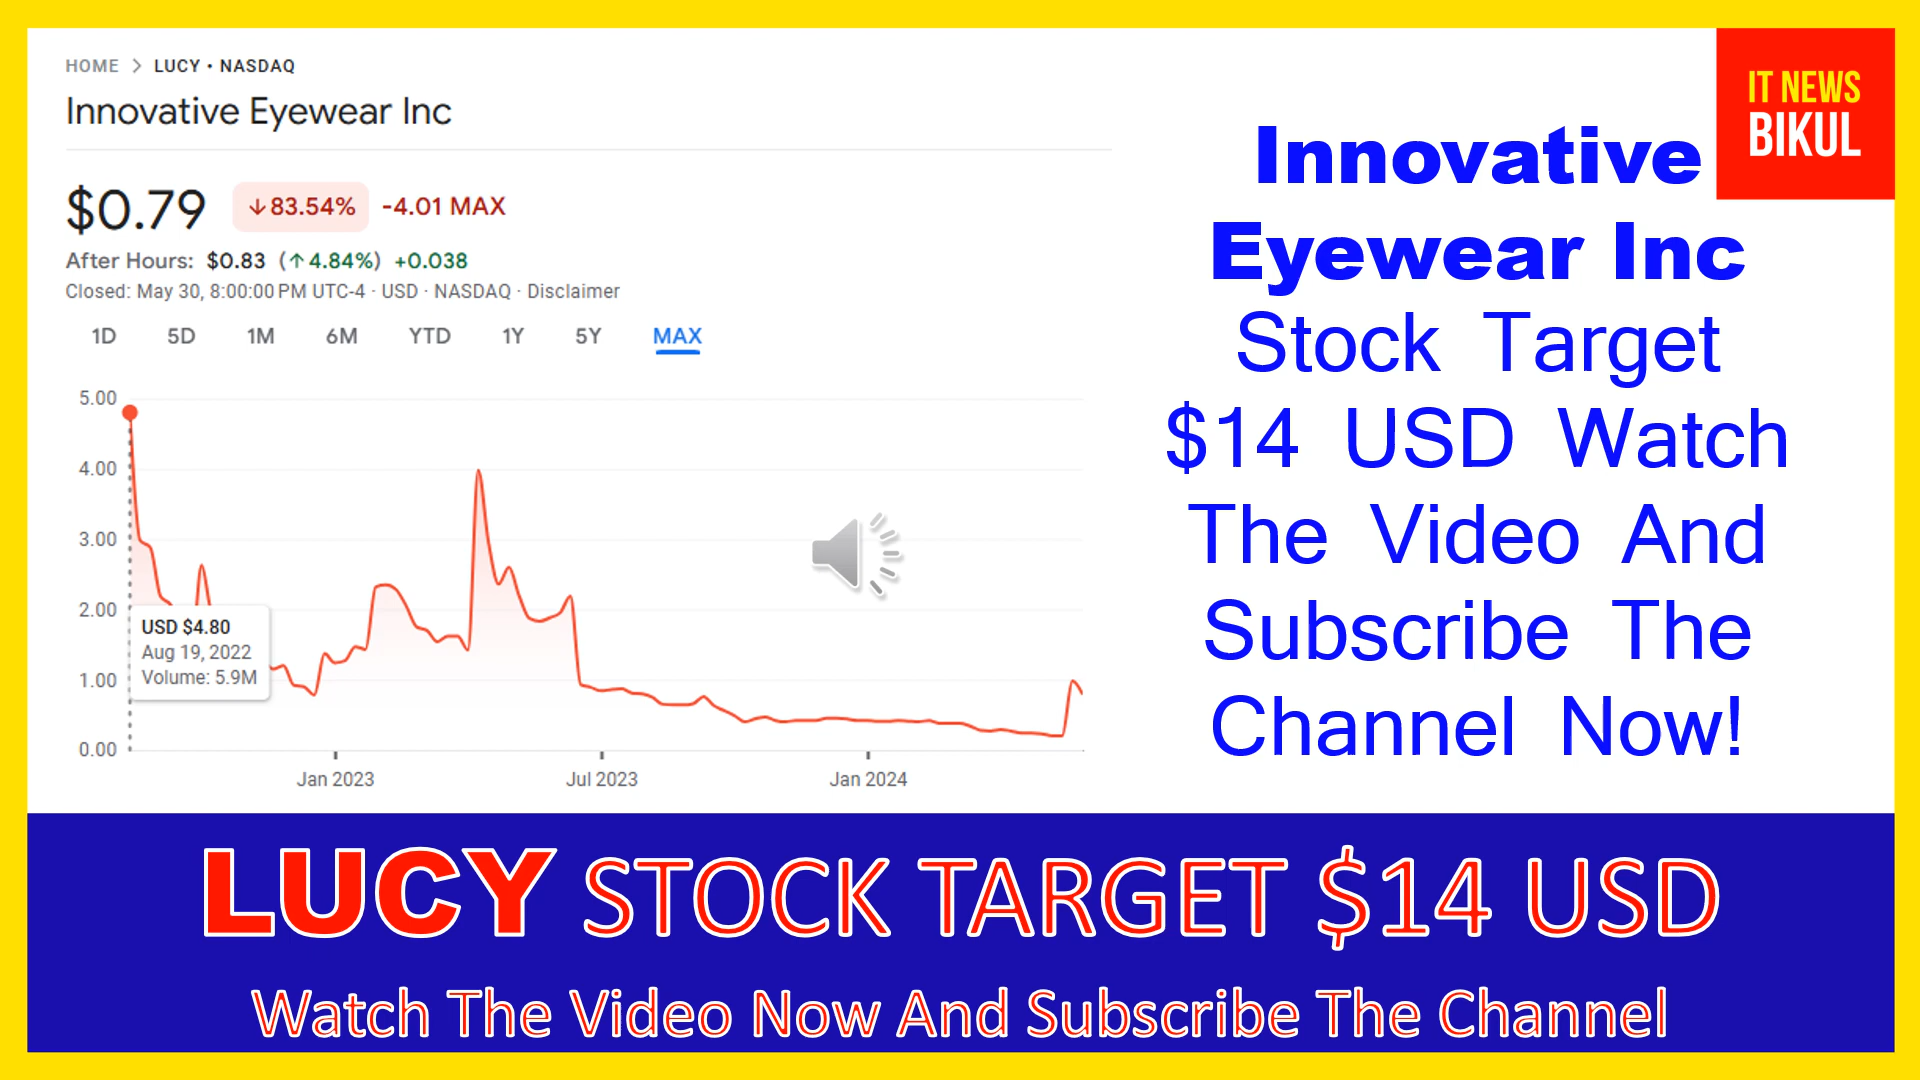 HOME > LUCY • NASDAQ
Innovative Eyewear Inc
$0.79 ↓83.54% -4.01 MAX
After Hours: $0.83 (↑4.84%) +0.038
Closed: May 30, 8:00:00 PM UTC-4 · USD · NASDAQ · Disclaimer
1D 5D 1M 6M YTD 1Y 5Y MAX
5.00
4.00
3.00
2.00
1.00
0.00
USD $4.80
Aug 19, 2022
Volume: 5.9M
Jan 2023 Jul 2023 Jan 2024
IT NEWS
BIKUL
Innovative
Eyewear Inc
Stock Target
$14 USD Watch
The Video And
Subscribe The
Channel Now!
LUCY STOCK TARGET $14 USD
Watch The Video Now And Subscribe The Channel